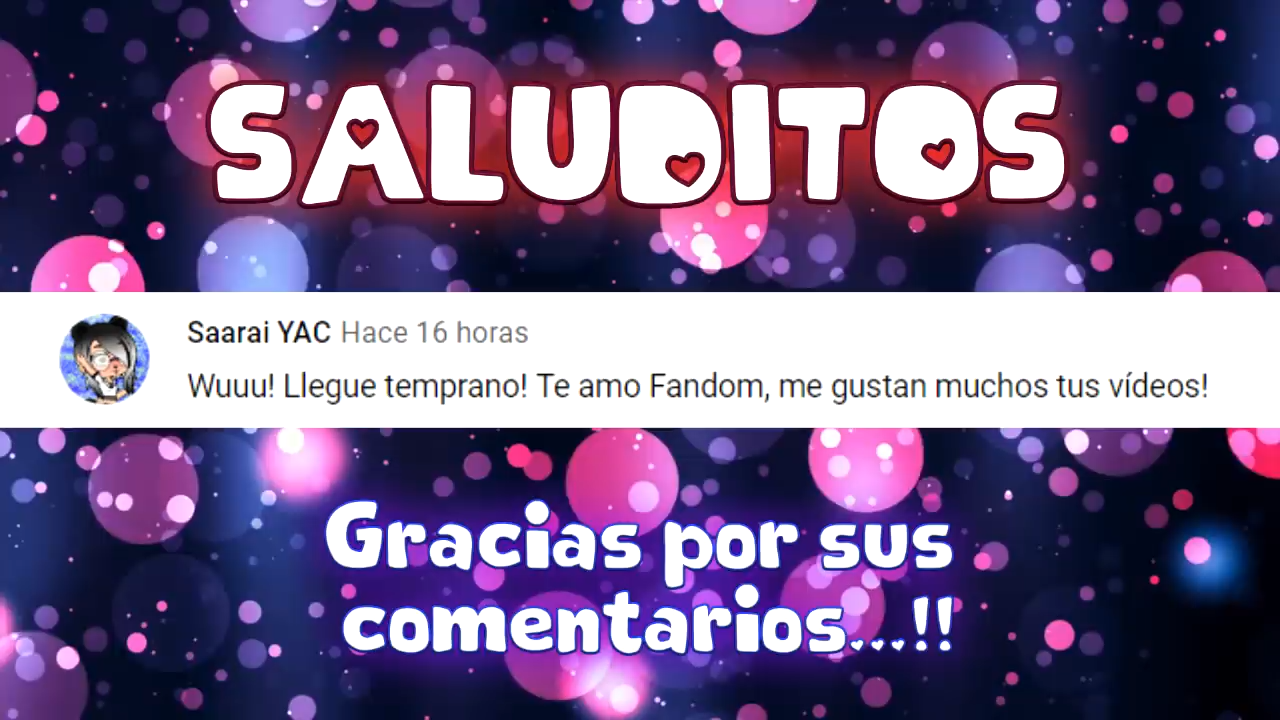 SALUDITOS
Saarai YAC Hace 16 horas
Wuuu! Llegue temprano! Te amo Fandom, me gustan muchos tus vídeos!
Gracias por sus
comentarios...!!